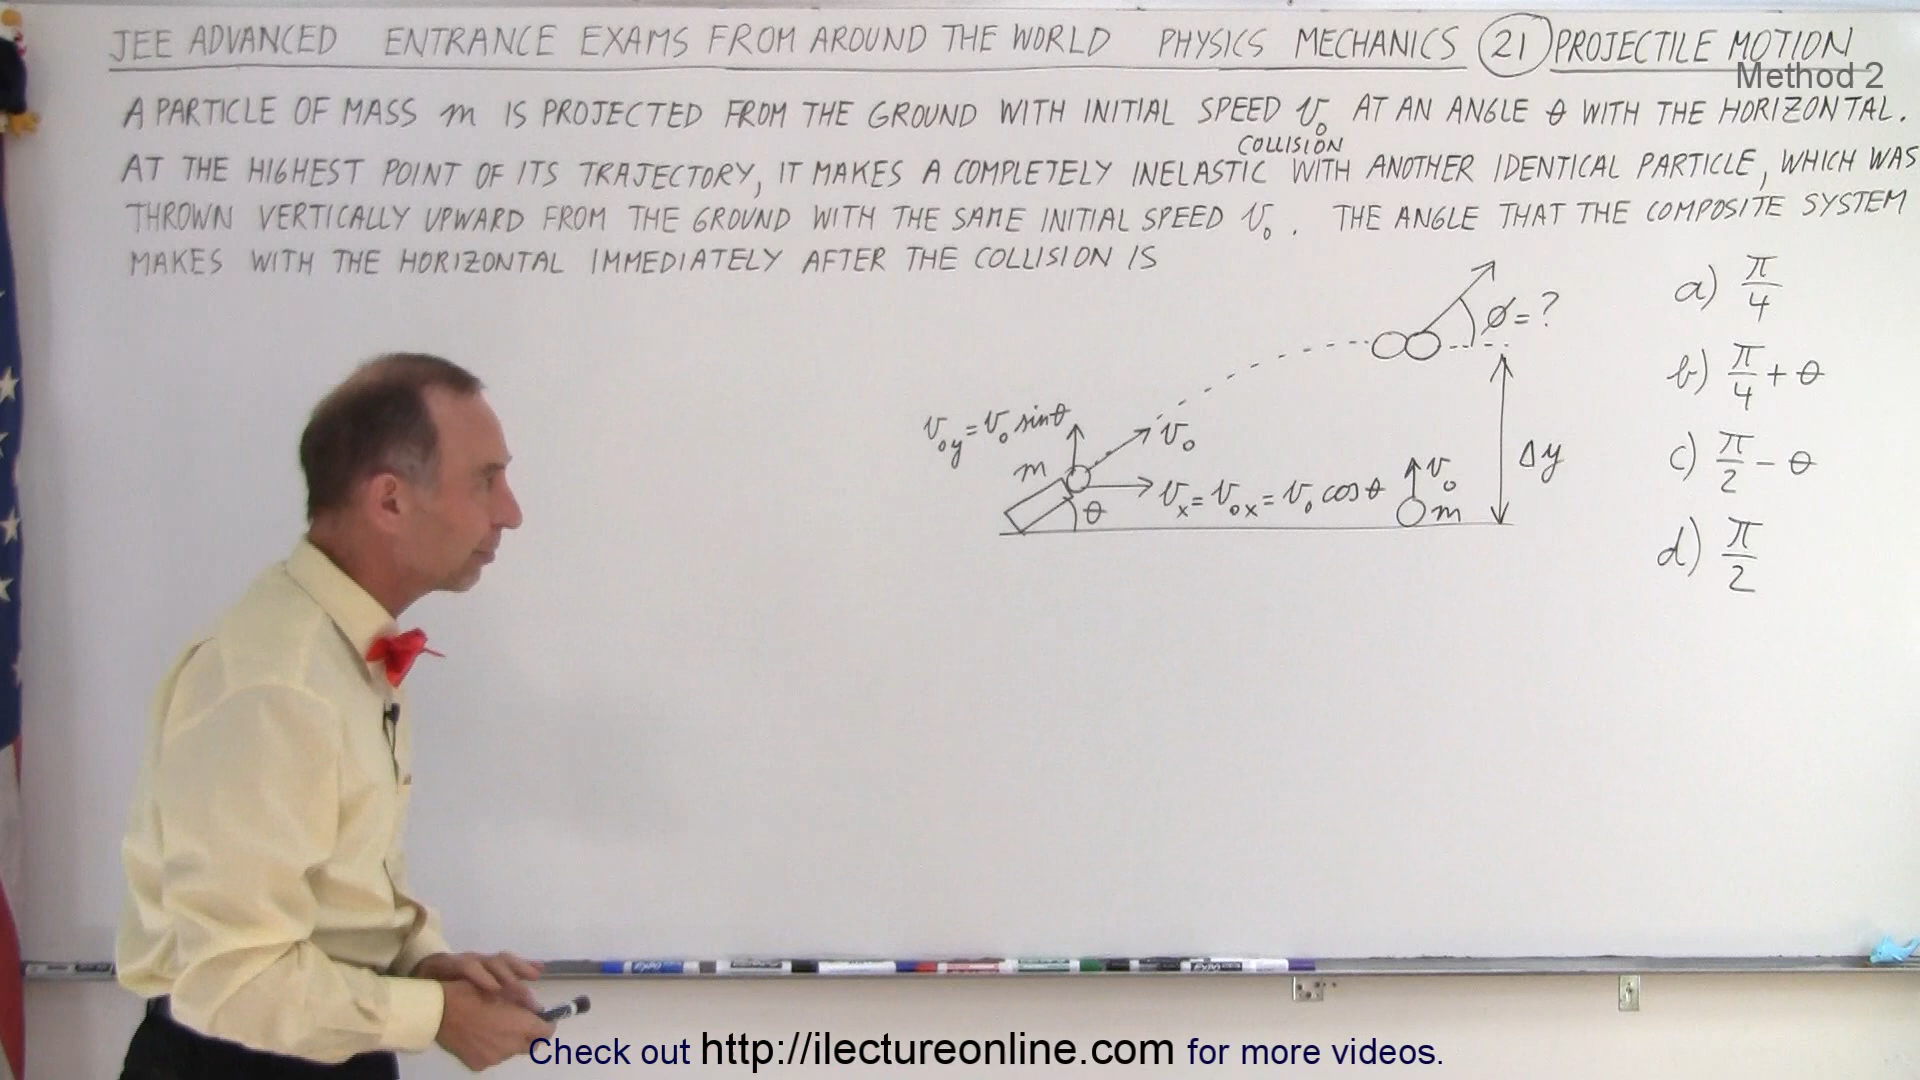 JEE ADVANCED ENTRANCE EXAMS FROM AROUND THE WORLD PHYSICS MECHANICS 21 PROJECTILE MOTION
Method 2
A PARTICLE OF MASS m IS PROJECTED FROM THE GROUND WITH INITIAL SPEED v₀ AT AN ANGLE θ WITH THE HORIZONTAL.
COLLISION
AT THE HIGHEST POINT OF ITS TRAJECTORY, IT MAKES A COMPLETELY INELASTIC WITH ANOTHER IDENTICAL PARTICLE, WHICH WAS
THROWN VERTICALLY UPWARD FROM THE GROUND WITH THE SAME INITIAL SPEED v₀. THE ANGLE THAT THE COMPOSITE SYSTEM
MAKES WITH THE HORIZONTAL IMMEDIATELY AFTER THE COLLISION IS
a) π/4
ϕ = ?
b) π/4 + θ
v₀y = v₀ sinθ
v₀
m
c) π/2 - θ
Δy
v₀
vx = v₀x = v₀ cosθ
θ
m
d) π/2
Check out http://ilectureonline.com for more videos.